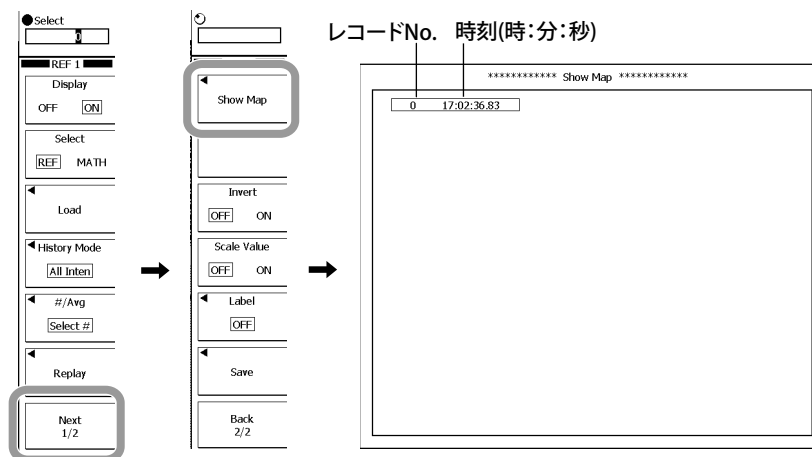 Select
0
REF 1
Display
OFF ON
Select
REF MATH
Load
History Mode
All Inten
#/Avg
Select #
Replay
Next
1/2
Show Map
Invert
OFF ON
Scale Value
OFF ON
Label
OFF
Save
Back
2/2
レコードNo. 時刻(時:分:秒)
************ Show Map ************
0 17:02:36.83